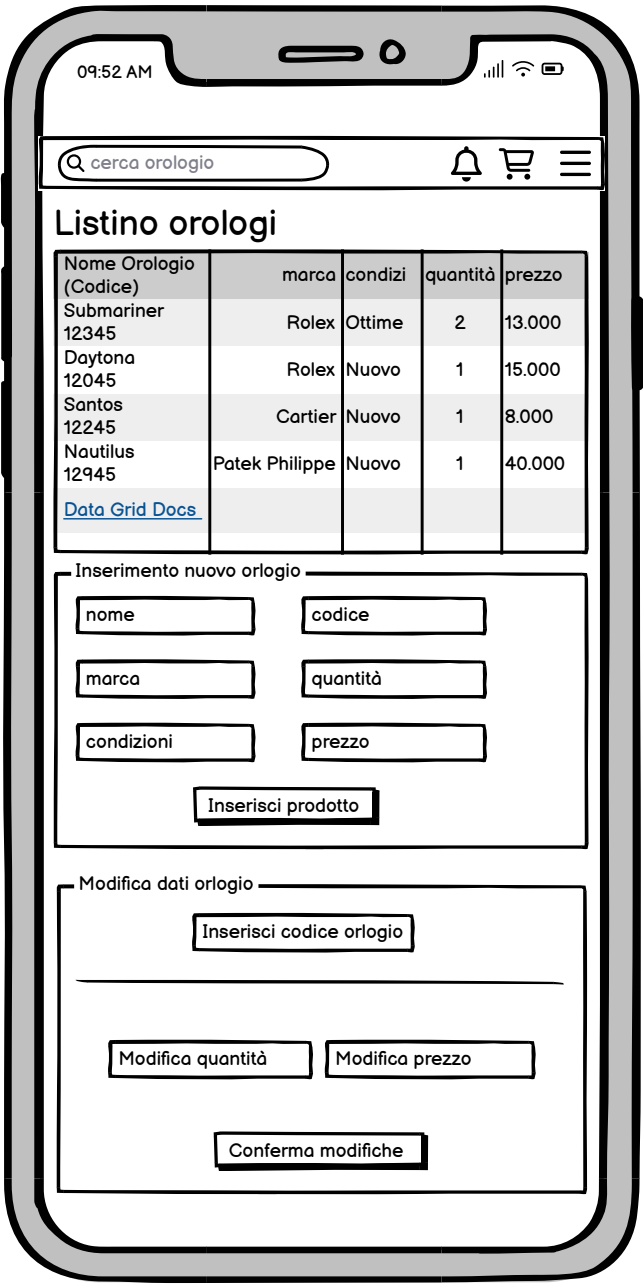 09:52 AM
cerca orologio
Listino orologi
Nome Orologio (Codice) marca condizi quantità prezzo
Submariner 12345 Rolex Ottime 2 13.000
Daytona 12045 Rolex Nuovo 1 15.000
Santos 12245 Cartier Nuovo 1 8.000
Nautilus 12945 Patek Philippe Nuovo 1 40.000
Data Grid Docs
Inserimento nuovo orlogio
nome codice
marca quantità
condizioni prezzo
Inserisci prodotto
Modifica dati orlogio
Inserisci codice orlogio
Modifica quantità Modifica prezzo
Conferma modifiche